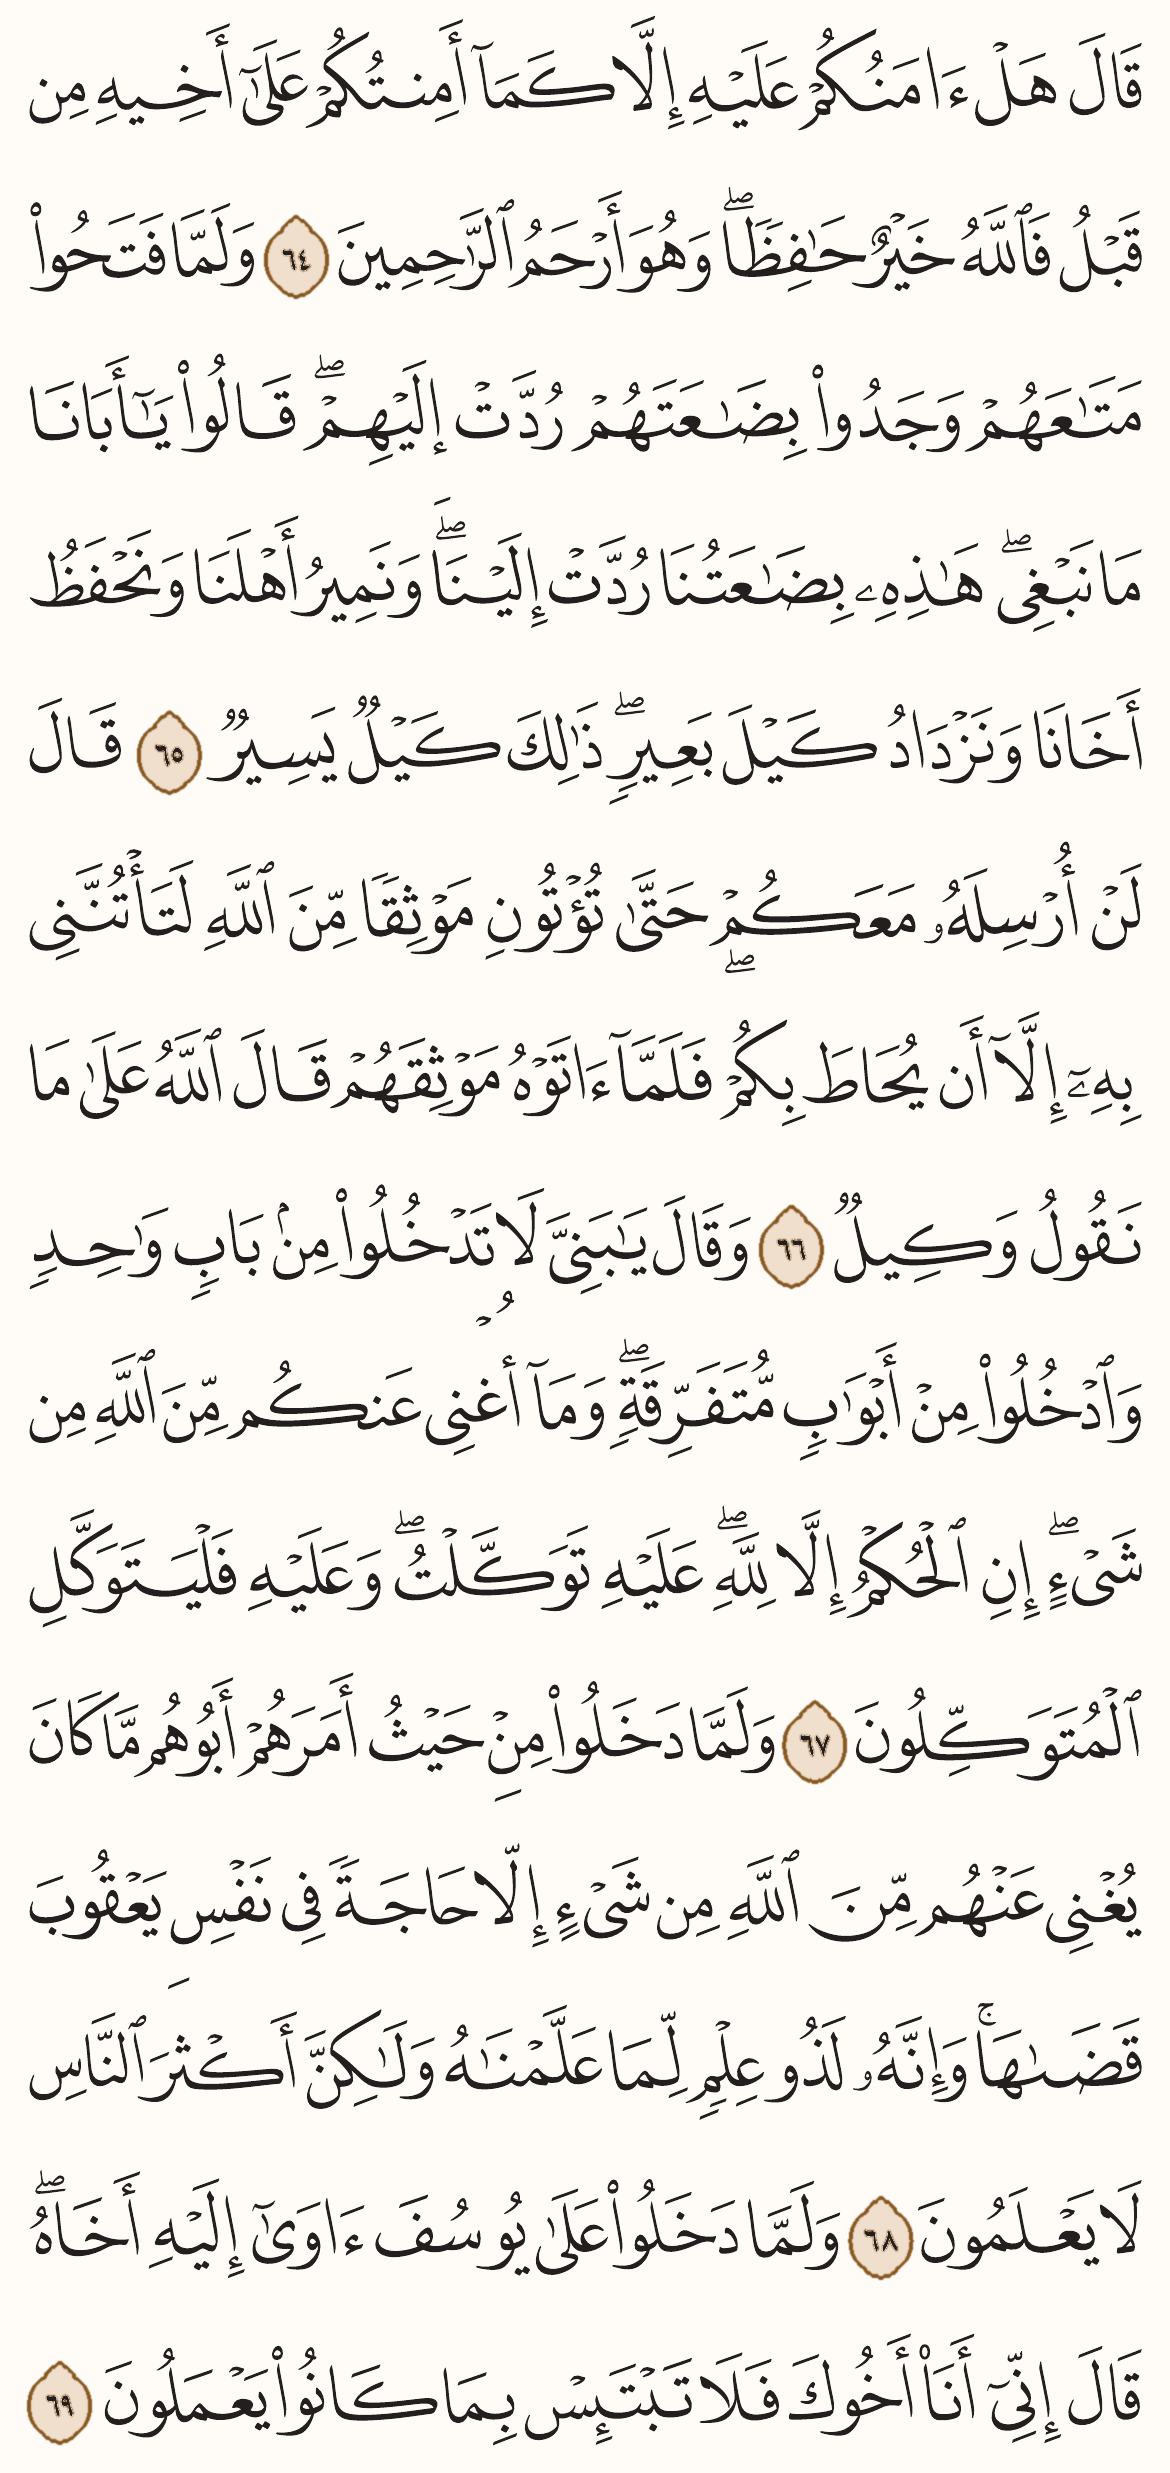 قَالَ هَلْ ءَامَنُكُمْ عَلَيْهِ إِلَّا كَمَآ أَمِنتُكُمْ عَلَىٰٓ أَخِيهِ مِن
قَبْلُ فَٱللَّهُ خَيْرٌ حَـٰفِظًا ۖ وَهُوَ أَرْحَمُ ٱلرَّٰحِمِينَ ٦٤ وَلَمَّا فَتَحُوا۟
مَتَـٰعَهُمْ وَجَدُوا۟ بِضَـٰعَتَهُمْ رُدَّتْ إِلَيْهِمْ ۖ قَالُوا۟ يَـٰٓأَبَانَا
مَا نَبْغِى ۖ هَـٰذِهِۦ بِضَـٰعَتُنَا رُدَّتْ إِلَيْنَا ۖ وَنَمِيرُ أَهْلَنَا وَنَحْفَظُ
أَخَانَا وَنَزْدَادُ كَيْلَ بَعِيرٍ ۖ ذَٰلِكَ كَيْلٌ يَسِيرٌ ٦٥ قَالَ
لَنْ أُرْسِلَهُۥ مَعَكُمْ ۖ حَتَّىٰ تُؤْتُونِ مَوْثِقًا مِّنَ ٱللَّهِ لَتَأْتُنَّنِى
بِهِۦٓ إِلَّآ أَن يُحَاطَ بِكُمْ فَلَمَّآ ءَاتَوْهُ مَوْثِقَهُمْ قَالَ ٱللَّهُ عَلَىٰ مَا
نَقُولُ وَكِيلٌ ٦٦ وَقَالَ يَـٰبَنِىَّ لَا تَدْخُلُوا۟ مِنۢ بَابٍ وَٰحِدٍ
وَٱدْخُلُوا۟ مِنْ أَبْوَٰبٍ مُّتَفَرِّقَةٍ ۖ وَمَآ أُغْنِى عَنكُم مِّنَ ٱللَّهِ مِن
شَىْءٍ ۖ إِنِ ٱلْحُكْمُ إِلَّا لِلَّهِ ۖ عَلَيْهِ تَوَكَّلْتُ ۖ وَعَلَيْهِ فَلْيَتَوَكَّلِ
ٱلْمُتَوَكِّلُونَ ٦٧ وَلَمَّا دَخَلُوا۟ مِنْ حَيْثُ أَمَرَهُمْ أَبُوهُم مَّا كَانَ
يُغْنِى عَنْهُم مِّنَ ٱللَّهِ مِن شَىْءٍ إِلَّا حَاجَةً فِى نَفْسِ يَعْقُوبَ
قَضَىٰهَا ۚ وَإِنَّهُۥ لَذُو عِلْمٍ لِّمَا عَلَّمْنَـٰهُ وَلَـٰكِنَّ أَكْثَرَ ٱلنَّاسِ
لَا يَعْلَمُونَ ٦٨ وَلَمَّا دَخَلُوا۟ عَلَىٰ يُوسُفَ ءَاوَىٰٓ إِلَيْهِ أَخَاهُ ۖ
قَالَ إِنِّىٓ أَنَا۠ أَخُوكَ فَلَا تَبْتَئِسْ بِمَا كَانُوا۟ يَعْمَلُونَ ٦٩